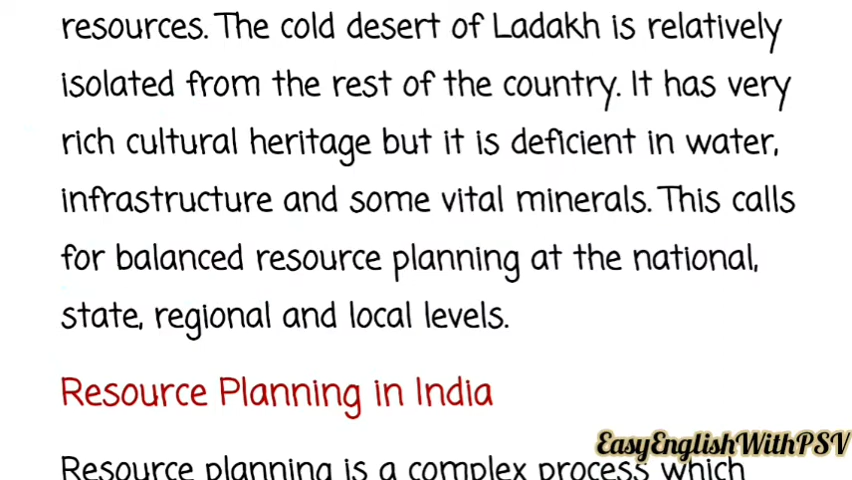 resources. The cold desert of Ladakh is relatively
isolated from the rest of the country. It has very
rich cultural heritage but it is deficient in water,
infrastructure and some vital minerals. This calls
for balanced resource planning at the national,
state, regional and local levels.
Resource Planning in India
EasyEnglishWithPSV
Resource planning is a complex process which